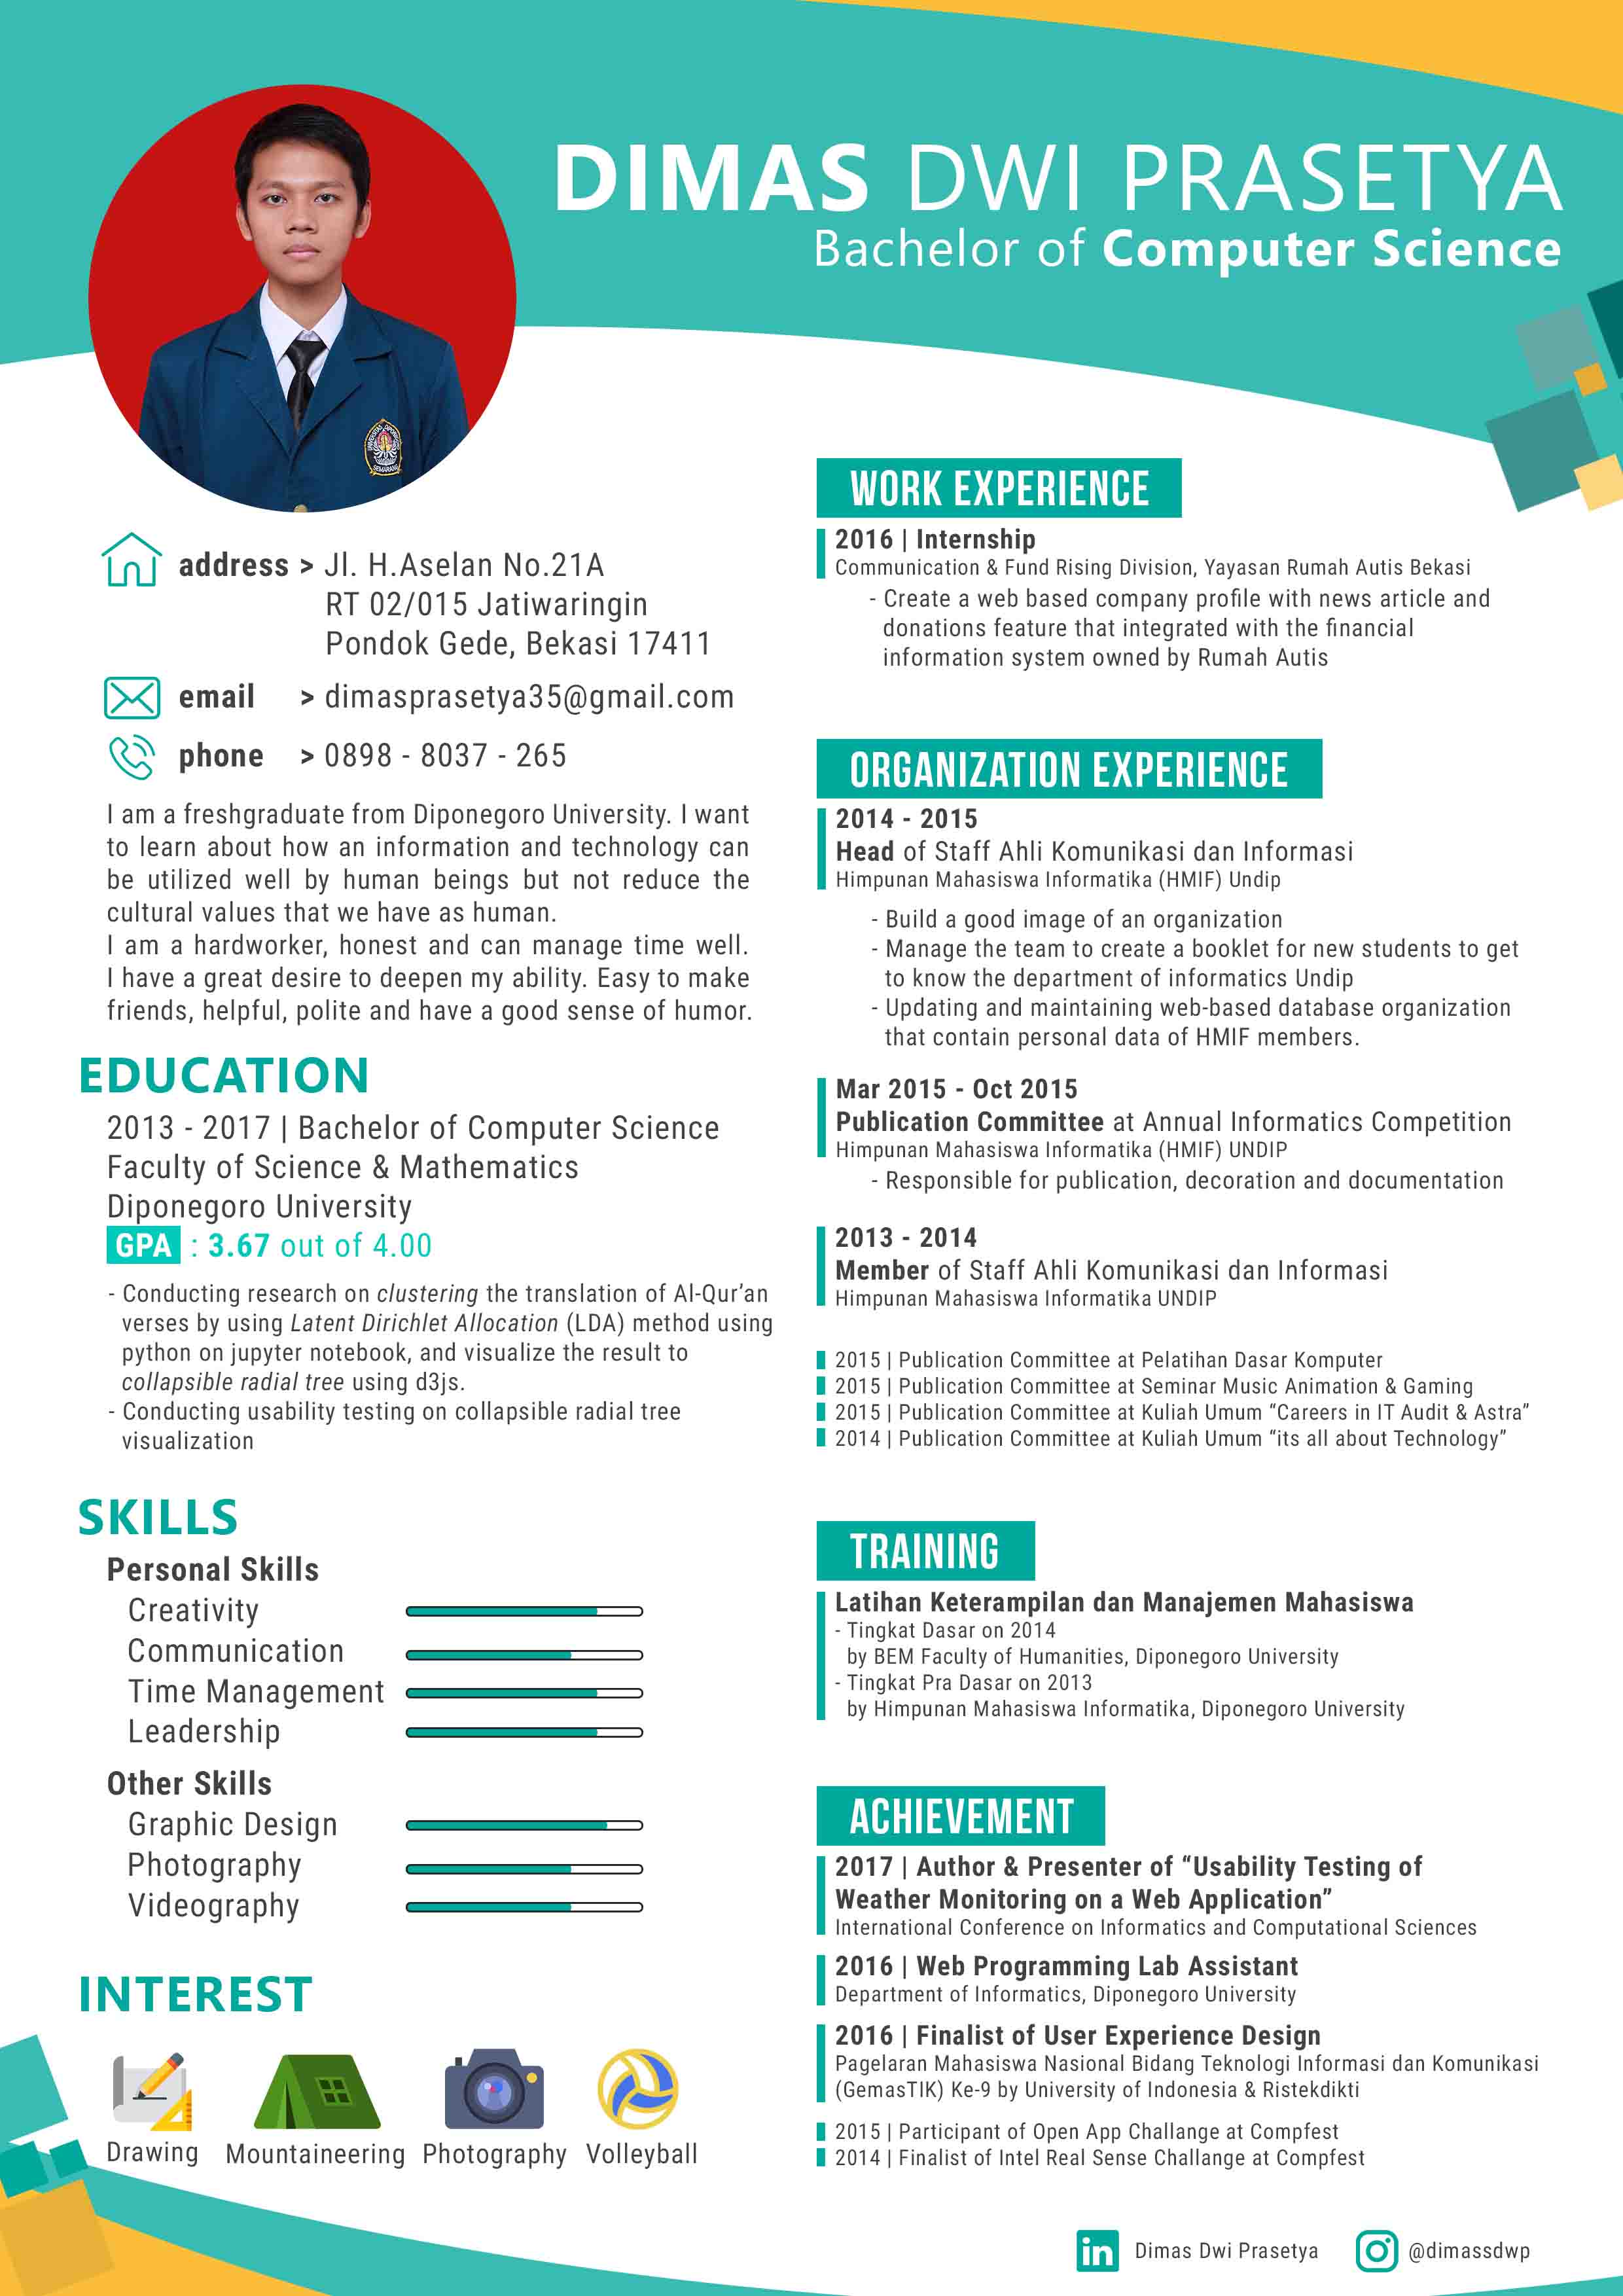 DIMAS DWI PRASETYA
Bachelor of Computer Science
address > Jl. H.Aselan No.21A
RT 02/015 Jatiwaringin
Pondok Gede, Bekasi 17411
email > dimasprasetya35@gmail.com
phone > 0898 - 8037 - 265
I am a freshgraduate from Diponegoro University. I want
to learn about how an information and technology can
be utilized well by human beings but not reduce the
cultural values that we have as human.
I am a hardworker, honest and can manage time well.
I have a great desire to deepen my ability. Easy to make
friends, helpful, polite and have a good sense of humor.
EDUCATION
2013 - 2017 | Bachelor of Computer Science
Faculty of Science & Mathematics
Diponegoro University
GPA : 3.67 out of 4.00
- Conducting research on clustering the translation of Al-Qur’an
verses by using Latent Dirichlet Allocation (LDA) method using
python on jupyter notebook, and visualize the result to
collapsible radial tree using d3js.
- Conducting usability testing on collapsible radial tree
visualization
SKILLS
Personal Skills
Creativity
Communication
Time Management
Leadership
Other Skills
Graphic Design
Photography
Videography
INTEREST
Drawing Mountaineering Photography Volleyball
WORK EXPERIENCE
2016 | Internship
Communication & Fund Rising Division, Yayasan Rumah Autis Bekasi
- Create a web based company profile with news article and
donations feature that integrated with the financial
information system owned by Rumah Autis
ORGANIZATION EXPERIENCE
2014 - 2015
Head of Staff Ahli Komunikasi dan Informasi
Himpunan Mahasiswa Informatika (HMIF) Undip
- Build a good image of an organization
- Manage the team to create a booklet for new students to get
to know the department of informatics Undip
- Updating and maintaining web-based database organization
that contain personal data of HMIF members.
Mar 2015 - Oct 2015
Publication Committee at Annual Informatics Competition
Himpunan Mahasiswa Informatika (HMIF) UNDIP
- Responsible for publication, decoration and documentation
2013 - 2014
Member of Staff Ahli Komunikasi dan Informasi
Himpunan Mahasiswa Informatika UNDIP
2015 | Publication Committee at Pelatihan Dasar Komputer
2015 | Publication Committee at Seminar Music Animation & Gaming
2015 | Publication Committee at Kuliah Umum “Careers in IT Audit & Astra”
2014 | Publication Committee at Kuliah Umum “its all about Technology”
TRAINING
Latihan Keterampilan dan Manajemen Mahasiswa
- Tingkat Dasar on 2014
by BEM Faculty of Humanities, Diponegoro University
- Tingkat Pra Dasar on 2013
by Himpunan Mahasiswa Informatika, Diponegoro University
ACHIEVEMENT
2017 | Author & Presenter of “Usability Testing of
Weather Monitoring on a Web Application”
International Conference on Informatics and Computational Sciences
2016 | Web Programming Lab Assistant
Department of Informatics, Diponegoro University
2016 | Finalist of User Experience Design
Pagelaran Mahasiswa Nasional Bidang Teknologi Informasi dan Komunikasi
(GemasTIK) Ke-9 by University of Indonesia & Ristekdikti
2015 | Participant of Open App Challange at Compfest
2014 | Finalist of Intel Real Sense Challange at Compfest
in Dimas Dwi Prasetya @dimassdwp